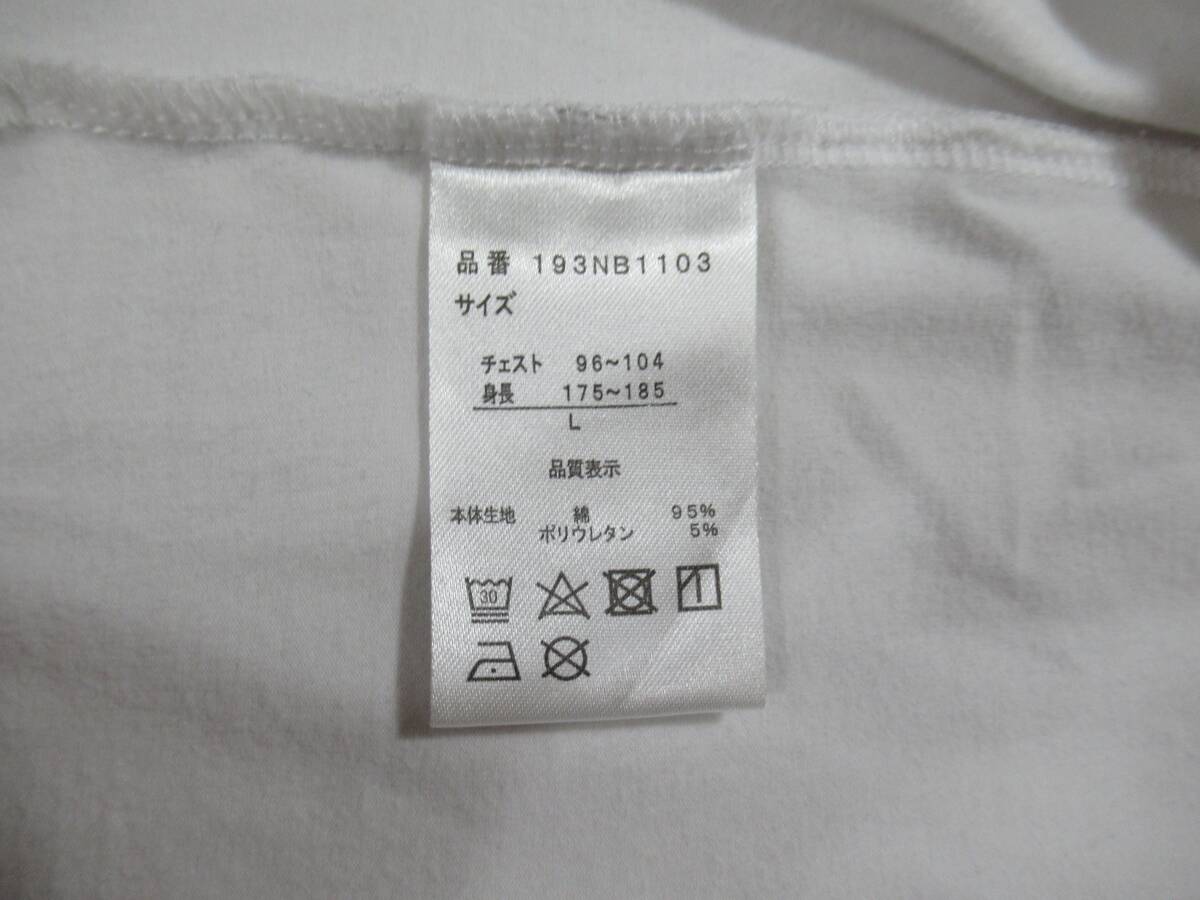 品番 193NB1103
サイズ
チェスト 96~104
身長 175~185
L
品質表示
本体生地 綿 95%
ポリウレタン 5%
30